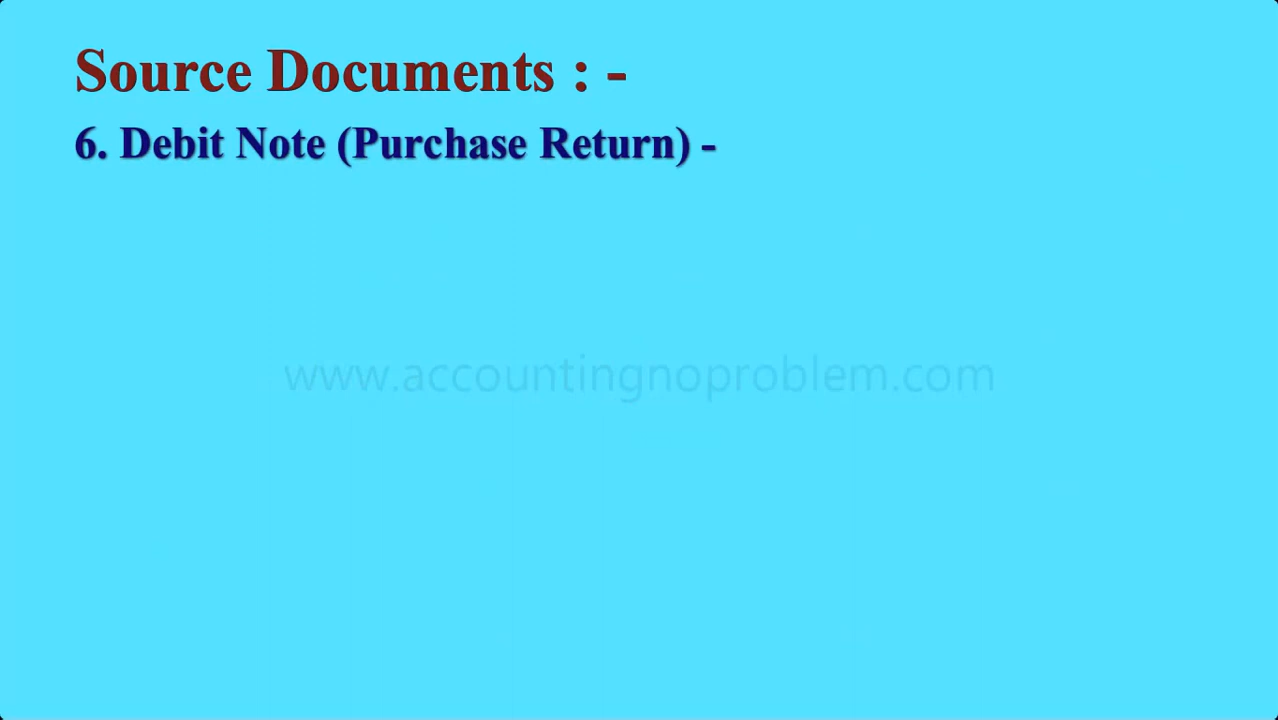 Source Documents : -
6. Debit Note (Purchase Return) -
www.accountingnoproblem.com